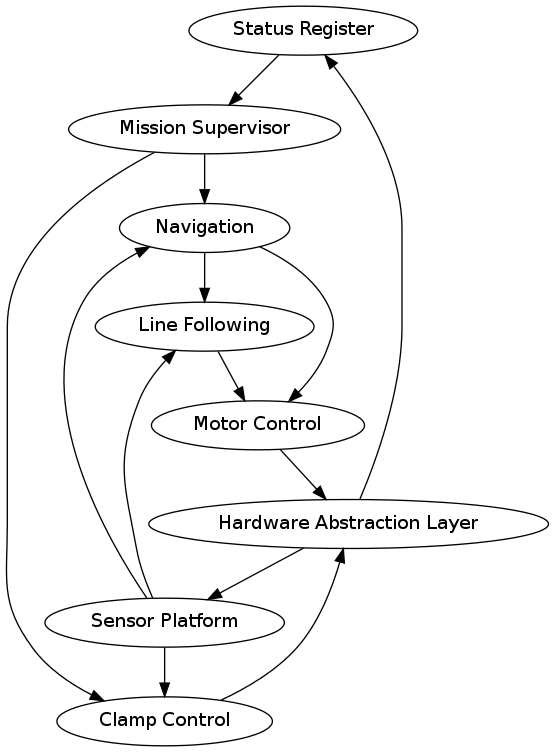 Status Register
Mission Supervisor
Navigation
Line Following
Motor Control
Hardware Abstraction Layer
Sensor Platform
Clamp Control